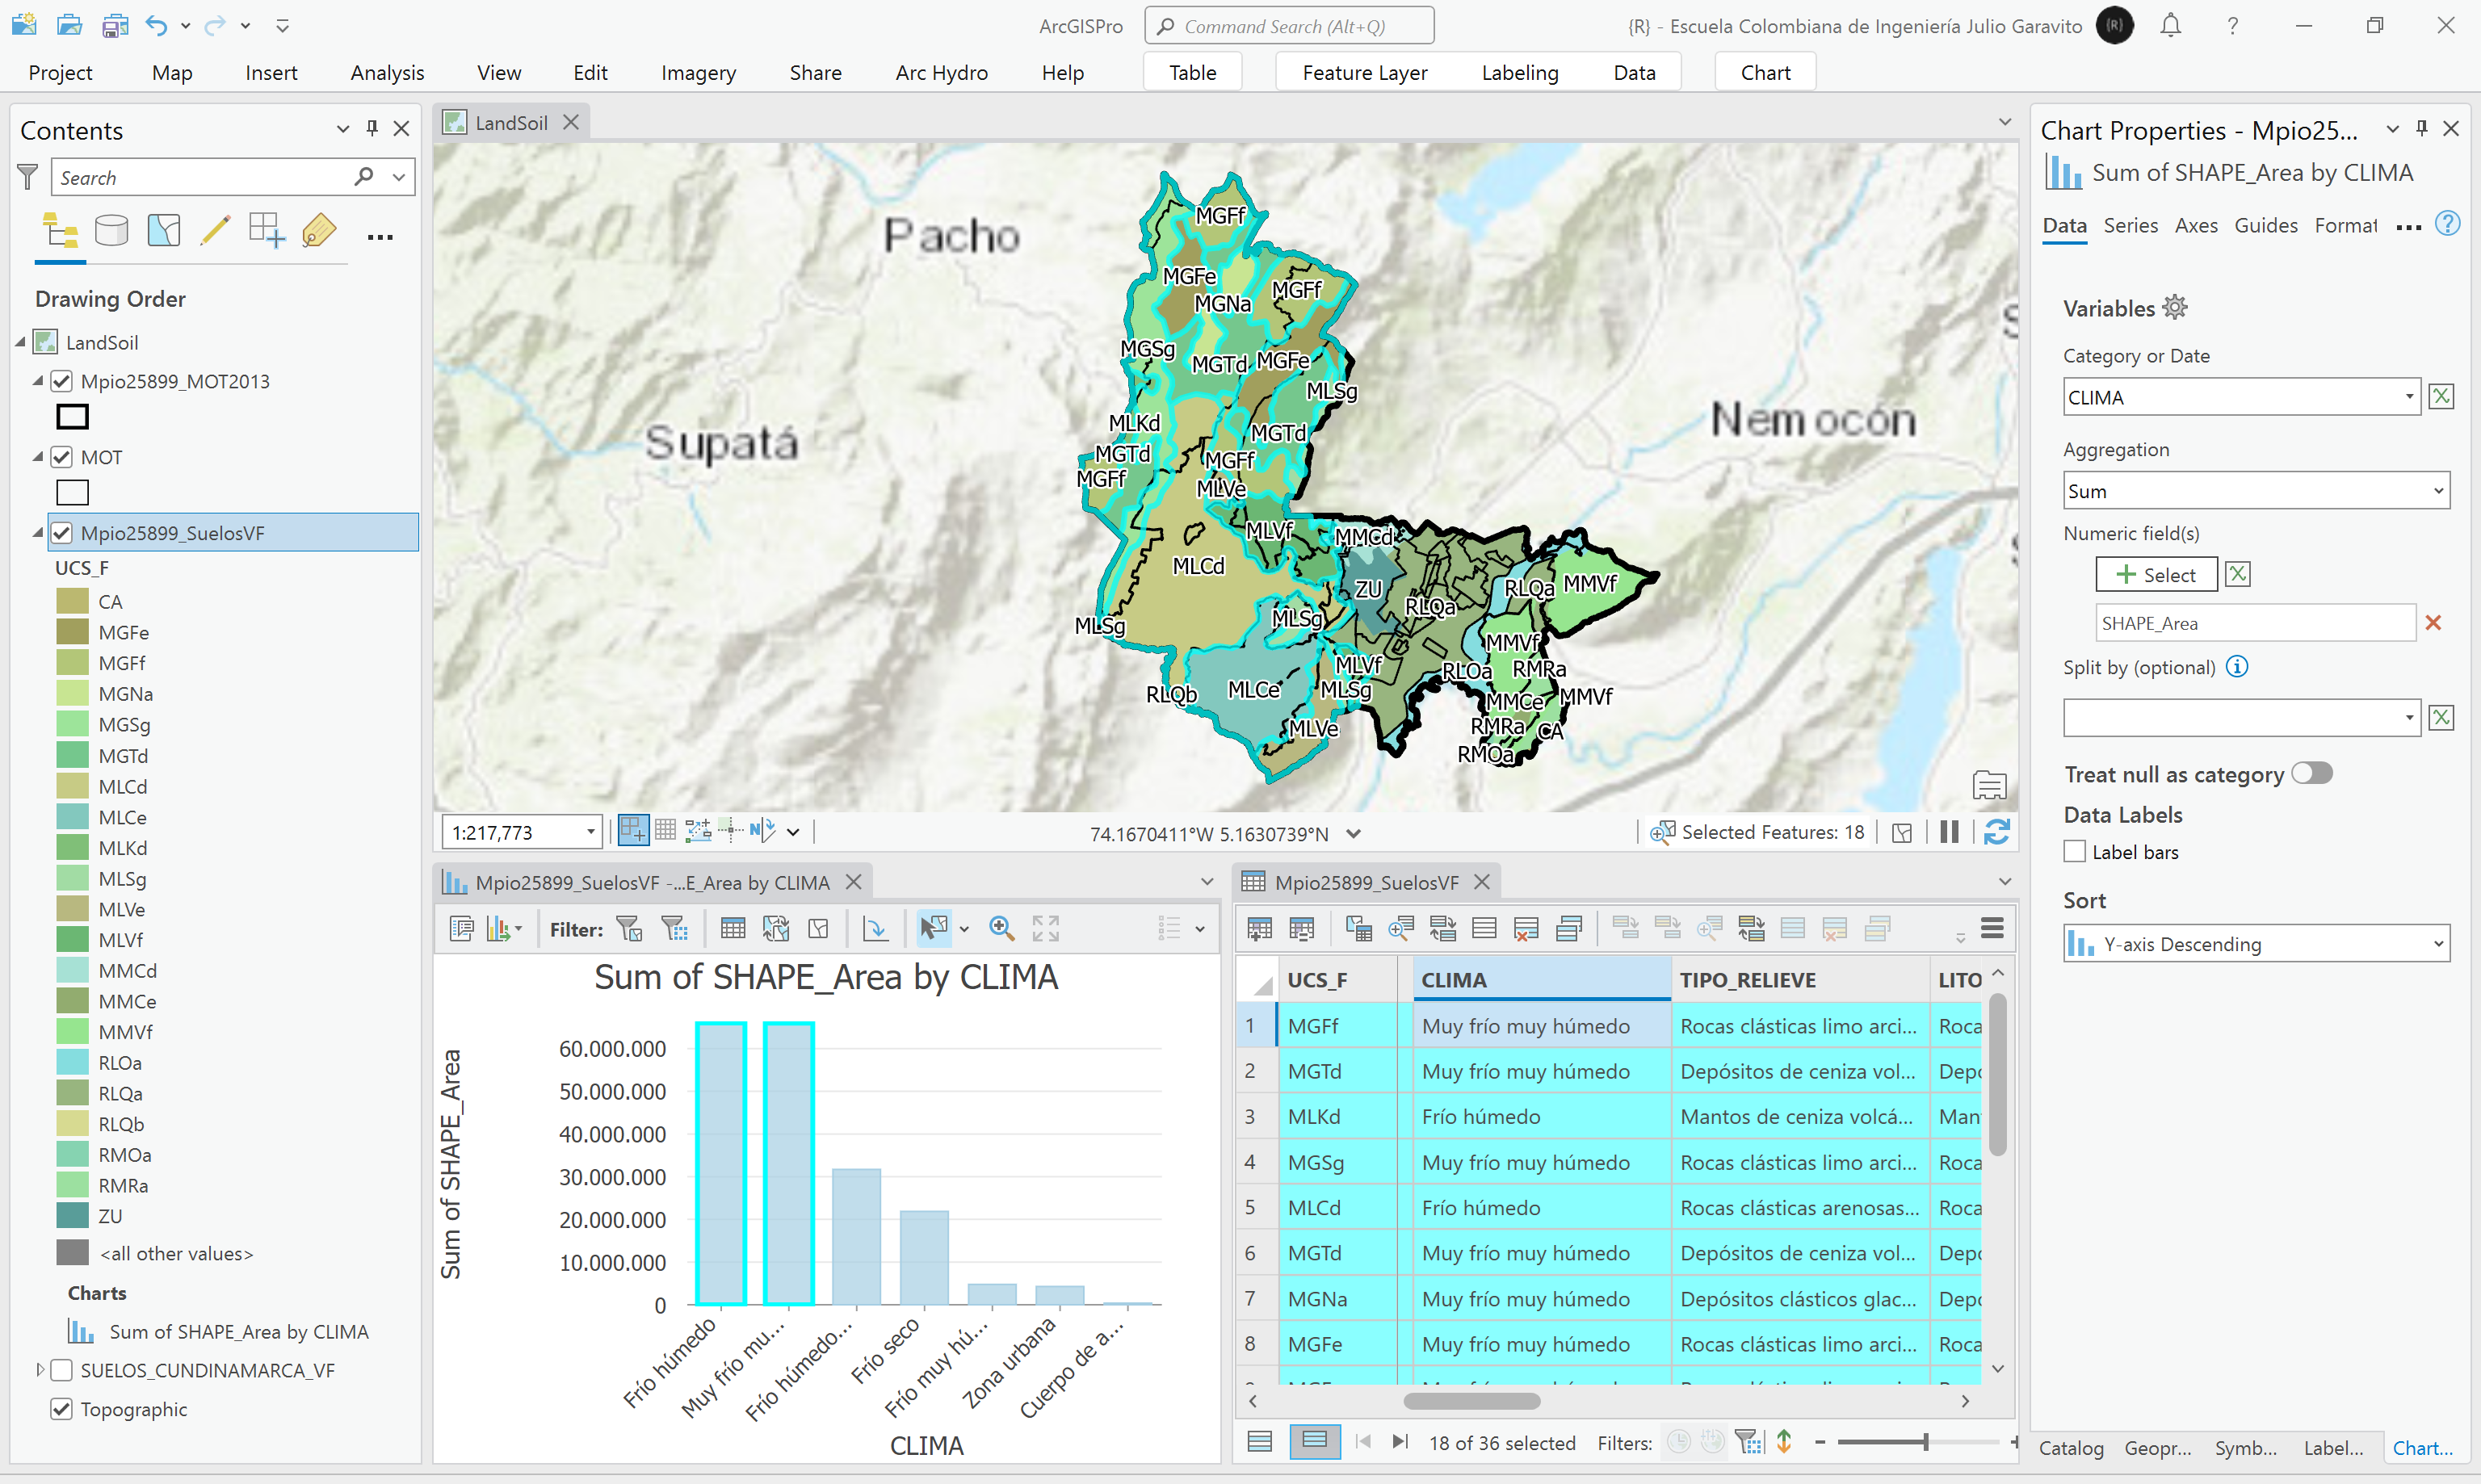 ArcGISPro
Command Search (Alt+Q)
{R} - Escuela Colombiana de Ingeniería Julio Garavito
{R}
Project Map Insert Analysis View Edit Imagery Share Arc Hydro Help Table Feature Layer Labeling Data Chart
Contents
Search
Drawing Order
LandSoil
Mpio25899_MOT2013
MOT
Mpio25899_SuelosVF
UCS_F
CA
MGFe
MGFf
MGNa
MGSg
MGTd
MLCd
MLCe
MLKd
MLSg
MLVe
MLVf
MMCd
MMCe
MMVf
RLOa
RLQa
RLQb
RMOa
RMRa
ZU
<all other values>
Charts
Sum of SHAPE_Area by CLIMA
SUELOS_CUNDINAMARCA_VF
Topographic
LandSoil
Pacho
Supatá
Nemocón
MGFf
MGFe
MGNa
MGFf
MGSg
MGTd
MGFe
MLSg
MLKd
MGTd
MGTd
MGFf
MGFf
MLVe
MLVf
MMCd
MLCd
ZU
RLQa
MMVf
RLQa
MLSg
MLSg
MMVf
MLVf
RLOa
RMRa
RLQb
MLCe
MLSg
MMCe
MMVf
MLVe
RMRa
CA
RMOa
1:217,773
74.1670411°W 5.1630739°N
Selected Features: 18
Mpio25899_SuelosVF -...E_Area by CLIMA
Filter:
Sum of SHAPE_Area by CLIMA
Sum of SHAPE_Area
60.000.000
50.000.000
40.000.000
30.000.000
20.000.000
10.000.000
0
Frío húmedo
Muy frío mu...
Frío húmedo...
Frío seco
Frío muy hú...
Zona urbana
Cuerpo de a...
CLIMA
Mpio25899_SuelosVF
UCS_F CLIMA TIPO_RELIEVE LITO
1 MGFf Muy frío muy húmedo Rocas clásticas limo arci... Roca
2 MGTd Muy frío muy húmedo Depósitos de ceniza vol... Depó
3 MLKd Frío húmedo Mantos de ceniza volcá... Man
4 MGSg Muy frío muy húmedo Rocas clásticas limo arci... Roca
5 MLCd Frío húmedo Rocas clásticas arenosas... Roca
6 MGTd Muy frío muy húmedo Depósitos de ceniza vol... Depó
7 MGNa Muy frío muy húmedo Depósitos clásticos glac... Depó
8 MGFe Muy frío muy húmedo Rocas clásticas limo arci... Roca
18 of 36 selected
Filters:
Chart Properties - Mpio25...
Sum of SHAPE_Area by CLIMA
Data Series Axes Guides Format
Variables
Category or Date
CLIMA
Aggregation
Sum
Numeric field(s)
Select
SHAPE_Area
Split by (optional)
Treat null as category
Data Labels
Label bars
Sort
Y-axis Descending
Catalog Geopr... Symb... Label... Chart...